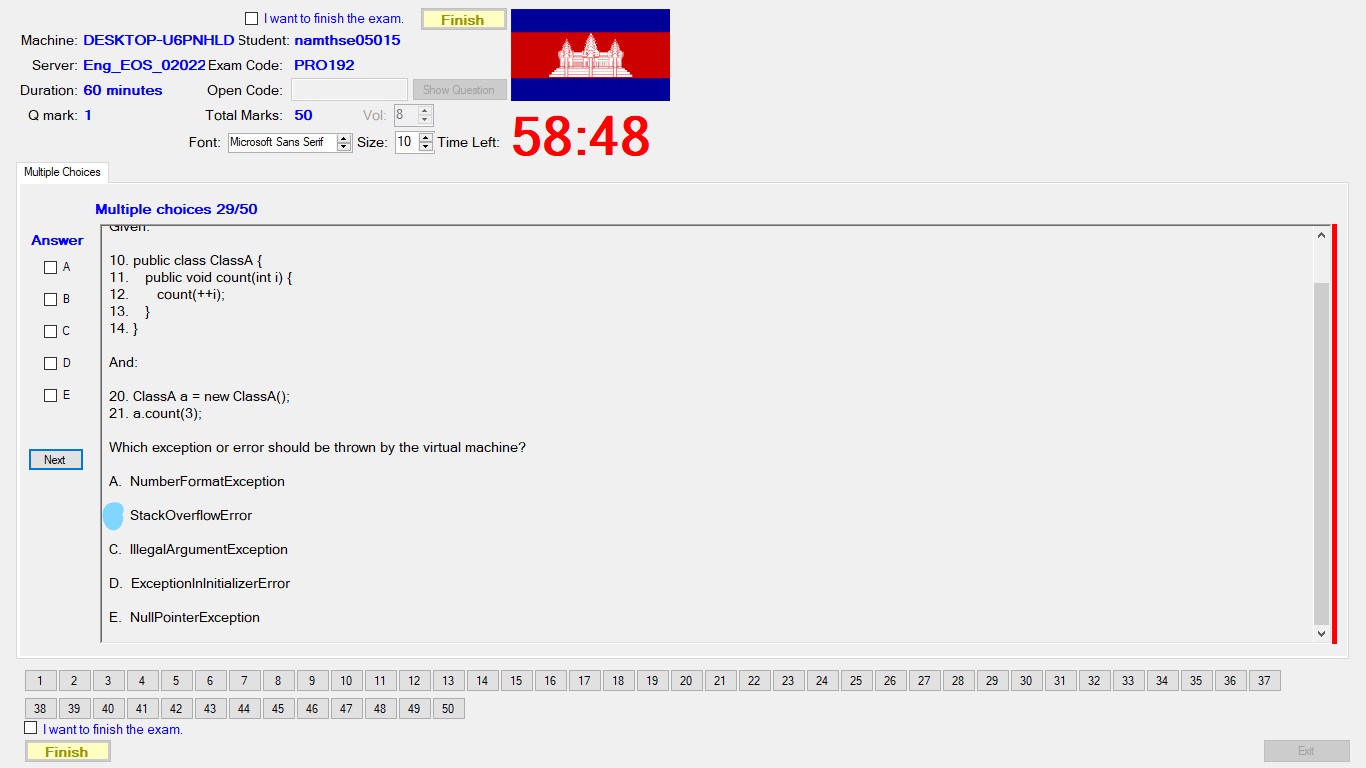 I want to finish the exam. Finish
Machine: DESKTOP-U6PNHLD Student: namthse05015
Server: Eng_EOS_02022 Exam Code: PRO192
Duration: 60 minutes Open Code: Show Question
Q mark: 1 Total Marks: 50 Vol: 8
Font: Microsoft Sans Serif Size: 10 Time Left: 58:48
Multiple Choices
Multiple choices 29/50
Answer
A
B
C
D
E
Next
Given:
10. public class ClassA {
11. public void count(int i) {
12. count(++i);
13. }
14. }
And:
20. ClassA a = new ClassA();
21. a.count(3);
Which exception or error should be thrown by the virtual machine?
A. NumberFormatException
StackOverflowError
C. IllegalArgumentException
D. ExceptionInInitializerError
E. NullPointerException
1 2 3 4 5 6 7 8 9 10 11 12 13 14 15 16 17 18 19 20 21 22 23 24 25 26 27 28 29 30 31 32 33 34 35 36 37
38 39 40 41 42 43 44 45 46 47 48 49 50
I want to finish the exam.
Finish Exit